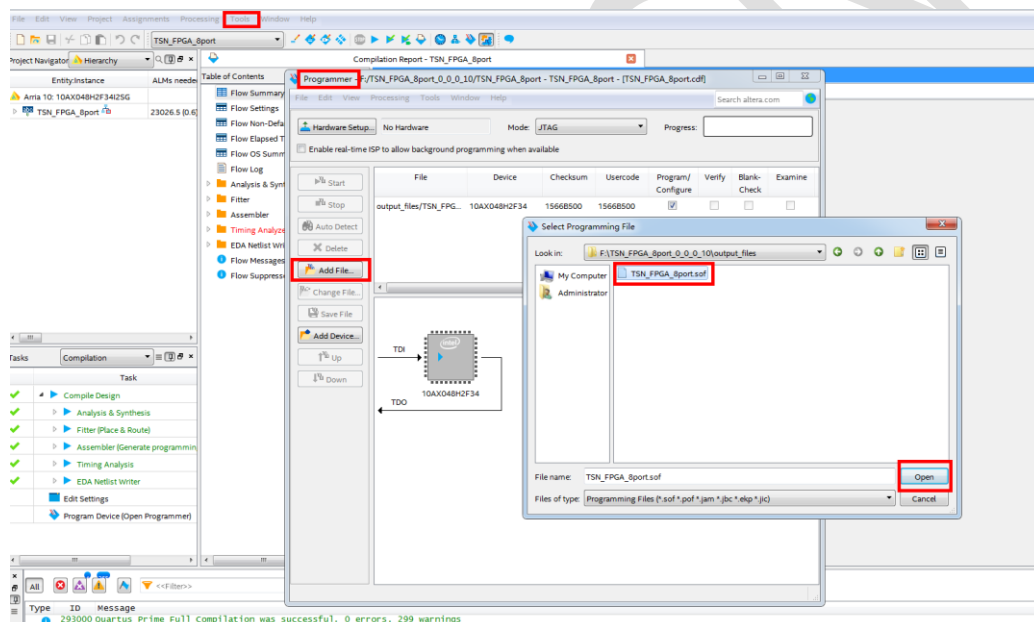 File Edit View Project Assignments Processing Tools Window Help
TSN_FPGA_8port
Project Navigator Hierarchy
Compilation Report - TSN_FPGA_8port
Entity:Instance ALMs neede
Arria 10: 10AX048H2F34I2SG
TSN_FPGA_8port 23026.5 (0.6)
Table of Contents
Flow Summary
Flow Settings
Flow Non-Defa
Flow Elapsed T
Flow OS Summ
Flow Log
Analysis & Synt
Fitter
Assembler
Timing Analyze
EDA Netlist Wri
Flow Messages
Flow Suppresse
Programmer - F:/TSN_FPGA_8port_0_0_0_10/TSN_FPGA_8port - TSN_FPGA_8port - [TSN_FPGA_8port.cdf]
File Edit View Processing Tools Window Help
Search altera.com
Hardware Setup... No Hardware Mode: JTAG Progress:
Enable real-time ISP to allow background programming when available
Start
Stop
Auto Detect
Delete
Add File...
Change File...
Save File
Add Device...
Up
Down
File Device Checksum Usercode Program/ Configure Verify Blank- Check Examine
output_files/TSN_FPG... 10AX048H2F34 1566B500 1566B500
TDI
intel
10AX048H2F34
TDO
Select Programming File
Look in: F:\TSN_FPGA_8port_0_0_0_10\output_files
My Computer
Administrator
TSN_FPGA_8port.sof
File name: TSN_FPGA_8port.sof Open
Files of type: Programming Files (*.sof *.pof *.jam *.jbc *.ekp *.jic) Cancel
Tasks Compilation
Task
Compile Design
Analysis & Synthesis
Fitter (Place & Route)
Assembler (Generate programmin
Timing Analysis
EDA Netlist Writer
Edit Settings
Program Device (Open Programmer)
All <<Filter>>
Type ID Message
293000 Quartus Prime Full Compilation was successful. 0 errors, 299 warnings